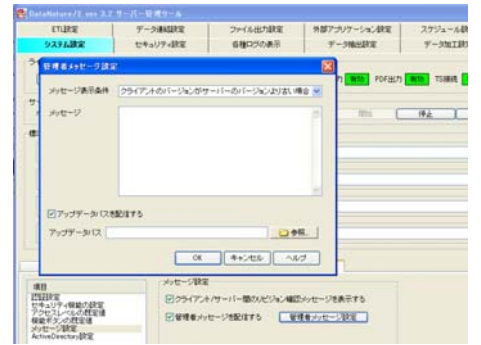 DataNature/E ver 3.2 サーバー管理ツール
ETL設定 データ連結設定 ファイル出力設定 外部アプリケーション設定 スケジュール設
システム設定 セキュリティ設定 各種ログの表示 データ抽出設定 データ加工設
管理者メッセージ設定
メッセージ表示条件 クライアントのバージョンがサーバーのバージョンより古い場合
有効 PDF出力 有効 TS接続
メッセージ
開始 停止
アップデータパスを配信する
アップデータパス 参照...
OK キャンセル ヘルプ
項目
メッセージ設定
セキュリティ機能の設定
クライアント/サーバー間のリビジョン確認メッセージを表示する
アクセスレベルの既定値
機能ボタンの既定値
管理者メッセージを配信する 管理者メッセージ設定
メッセージ設定
ActiveDirectory設定